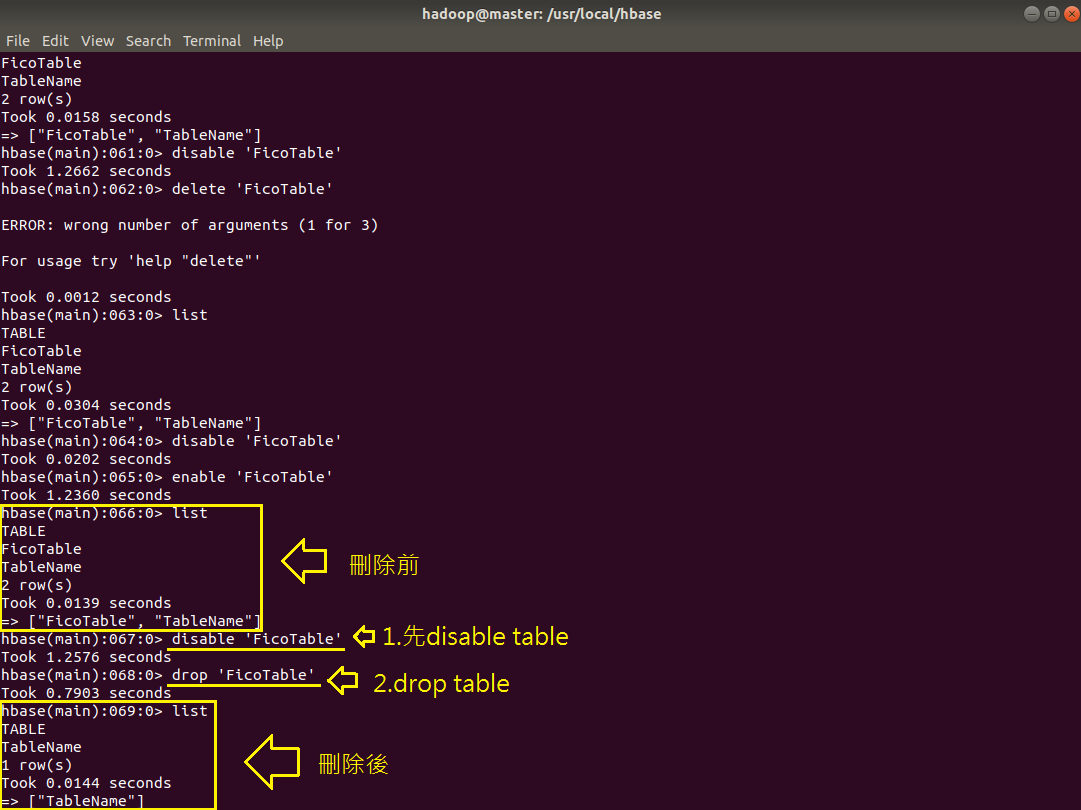 hadoop@master: /usr/local/hbase
File Edit View Search Terminal Help
FicoTable
TableName
2 row(s)
Took 0.0158 seconds
=> ["FicoTable", "TableName"]
hbase(main):061:0> disable 'FicoTable'
Took 1.2662 seconds
hbase(main):062:0> delete 'FicoTable'
ERROR: wrong number of arguments (1 for 3)
For usage try 'help "delete"'
Took 0.0012 seconds
hbase(main):063:0> list
TABLE
FicoTable
TableName
2 row(s)
Took 0.0304 seconds
=> ["FicoTable", "TableName"]
hbase(main):064:0> disable 'FicoTable'
Took 0.0202 seconds
hbase(main):065:0> enable 'FicoTable'
Took 1.2360 seconds
hbase(main):066:0> list
TABLE
FicoTable
TableName
刪除前
2 row(s)
Took 0.0139 seconds
=> ["FicoTable", "TableName"]
hbase(main):067:0> disable 'FicoTable' 1.先disable table
Took 1.2576 seconds
hbase(main):068:0> drop 'FicoTable' 2.drop table
Took 0.7903 seconds
hbase(main):069:0> list
TABLE
TableName
1 row(s) 刪除後
Took 0.0144 seconds
=> ["TableName"]